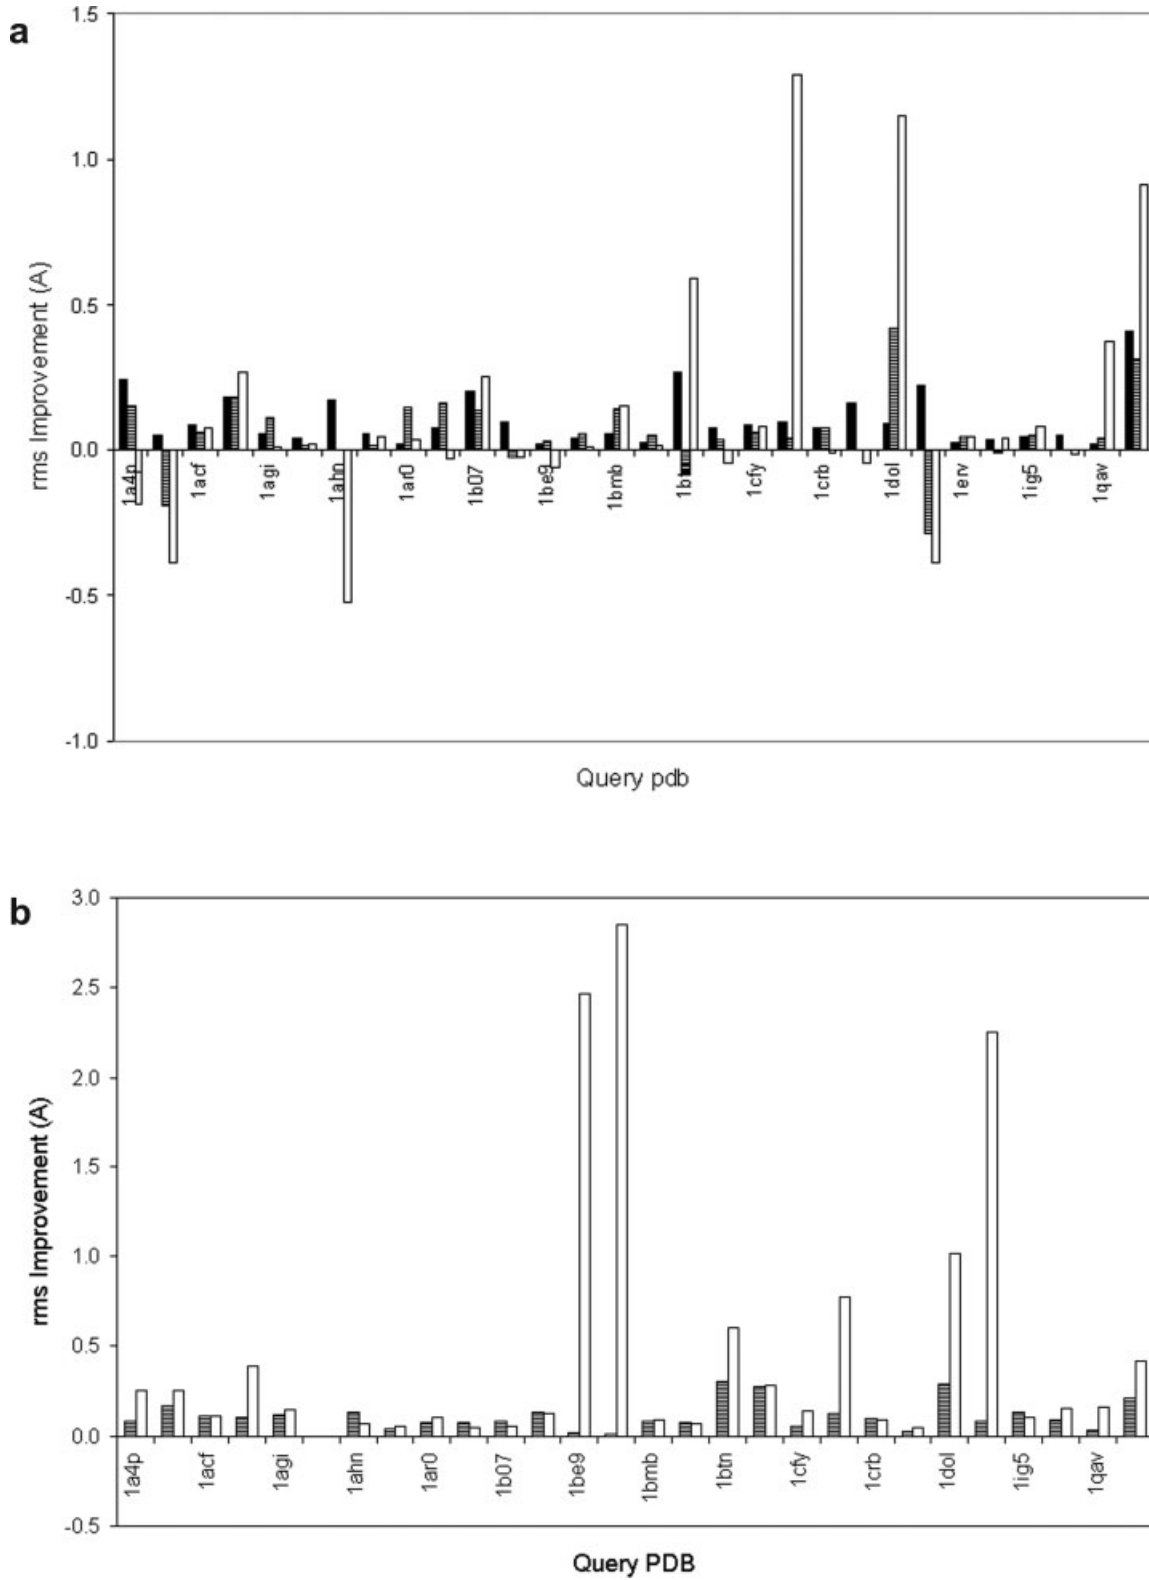 a
1.5
1.0
0.5
0.0
-0.5
-1.0
rms Improvement (A)
1a4p
1acf
1agi
1ahn
1ar0
1b07
1be9
1bmb
1btn
1cfy
1crb
1dol
1erv
1ig5
1qav
Query pdb
b
3.0
2.5
2.0
1.5
1.0
0.5
0.0
-0.5
rms Improvement (A)
1a4p
1acf
1agi
1ahn
1ar0
1b07
1be9
1bmb
1btn
1cfy
1crb
1dol
1ig5
1qav
Query PDB